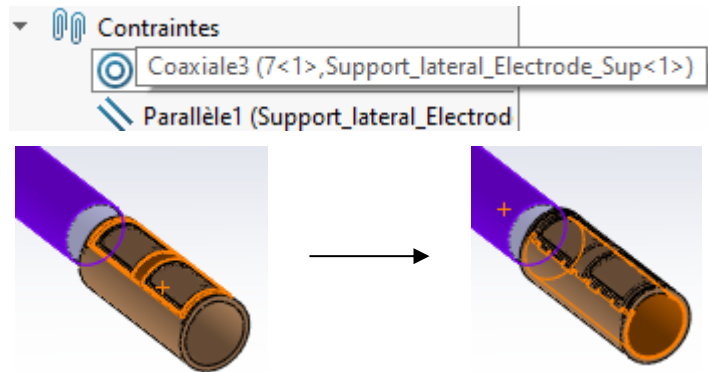 Contraintes
Coaxiale3 (7<1>,Support_lateral_Electrode_Sup<1>)
Parallèle1 (Support_lateral_Electrod